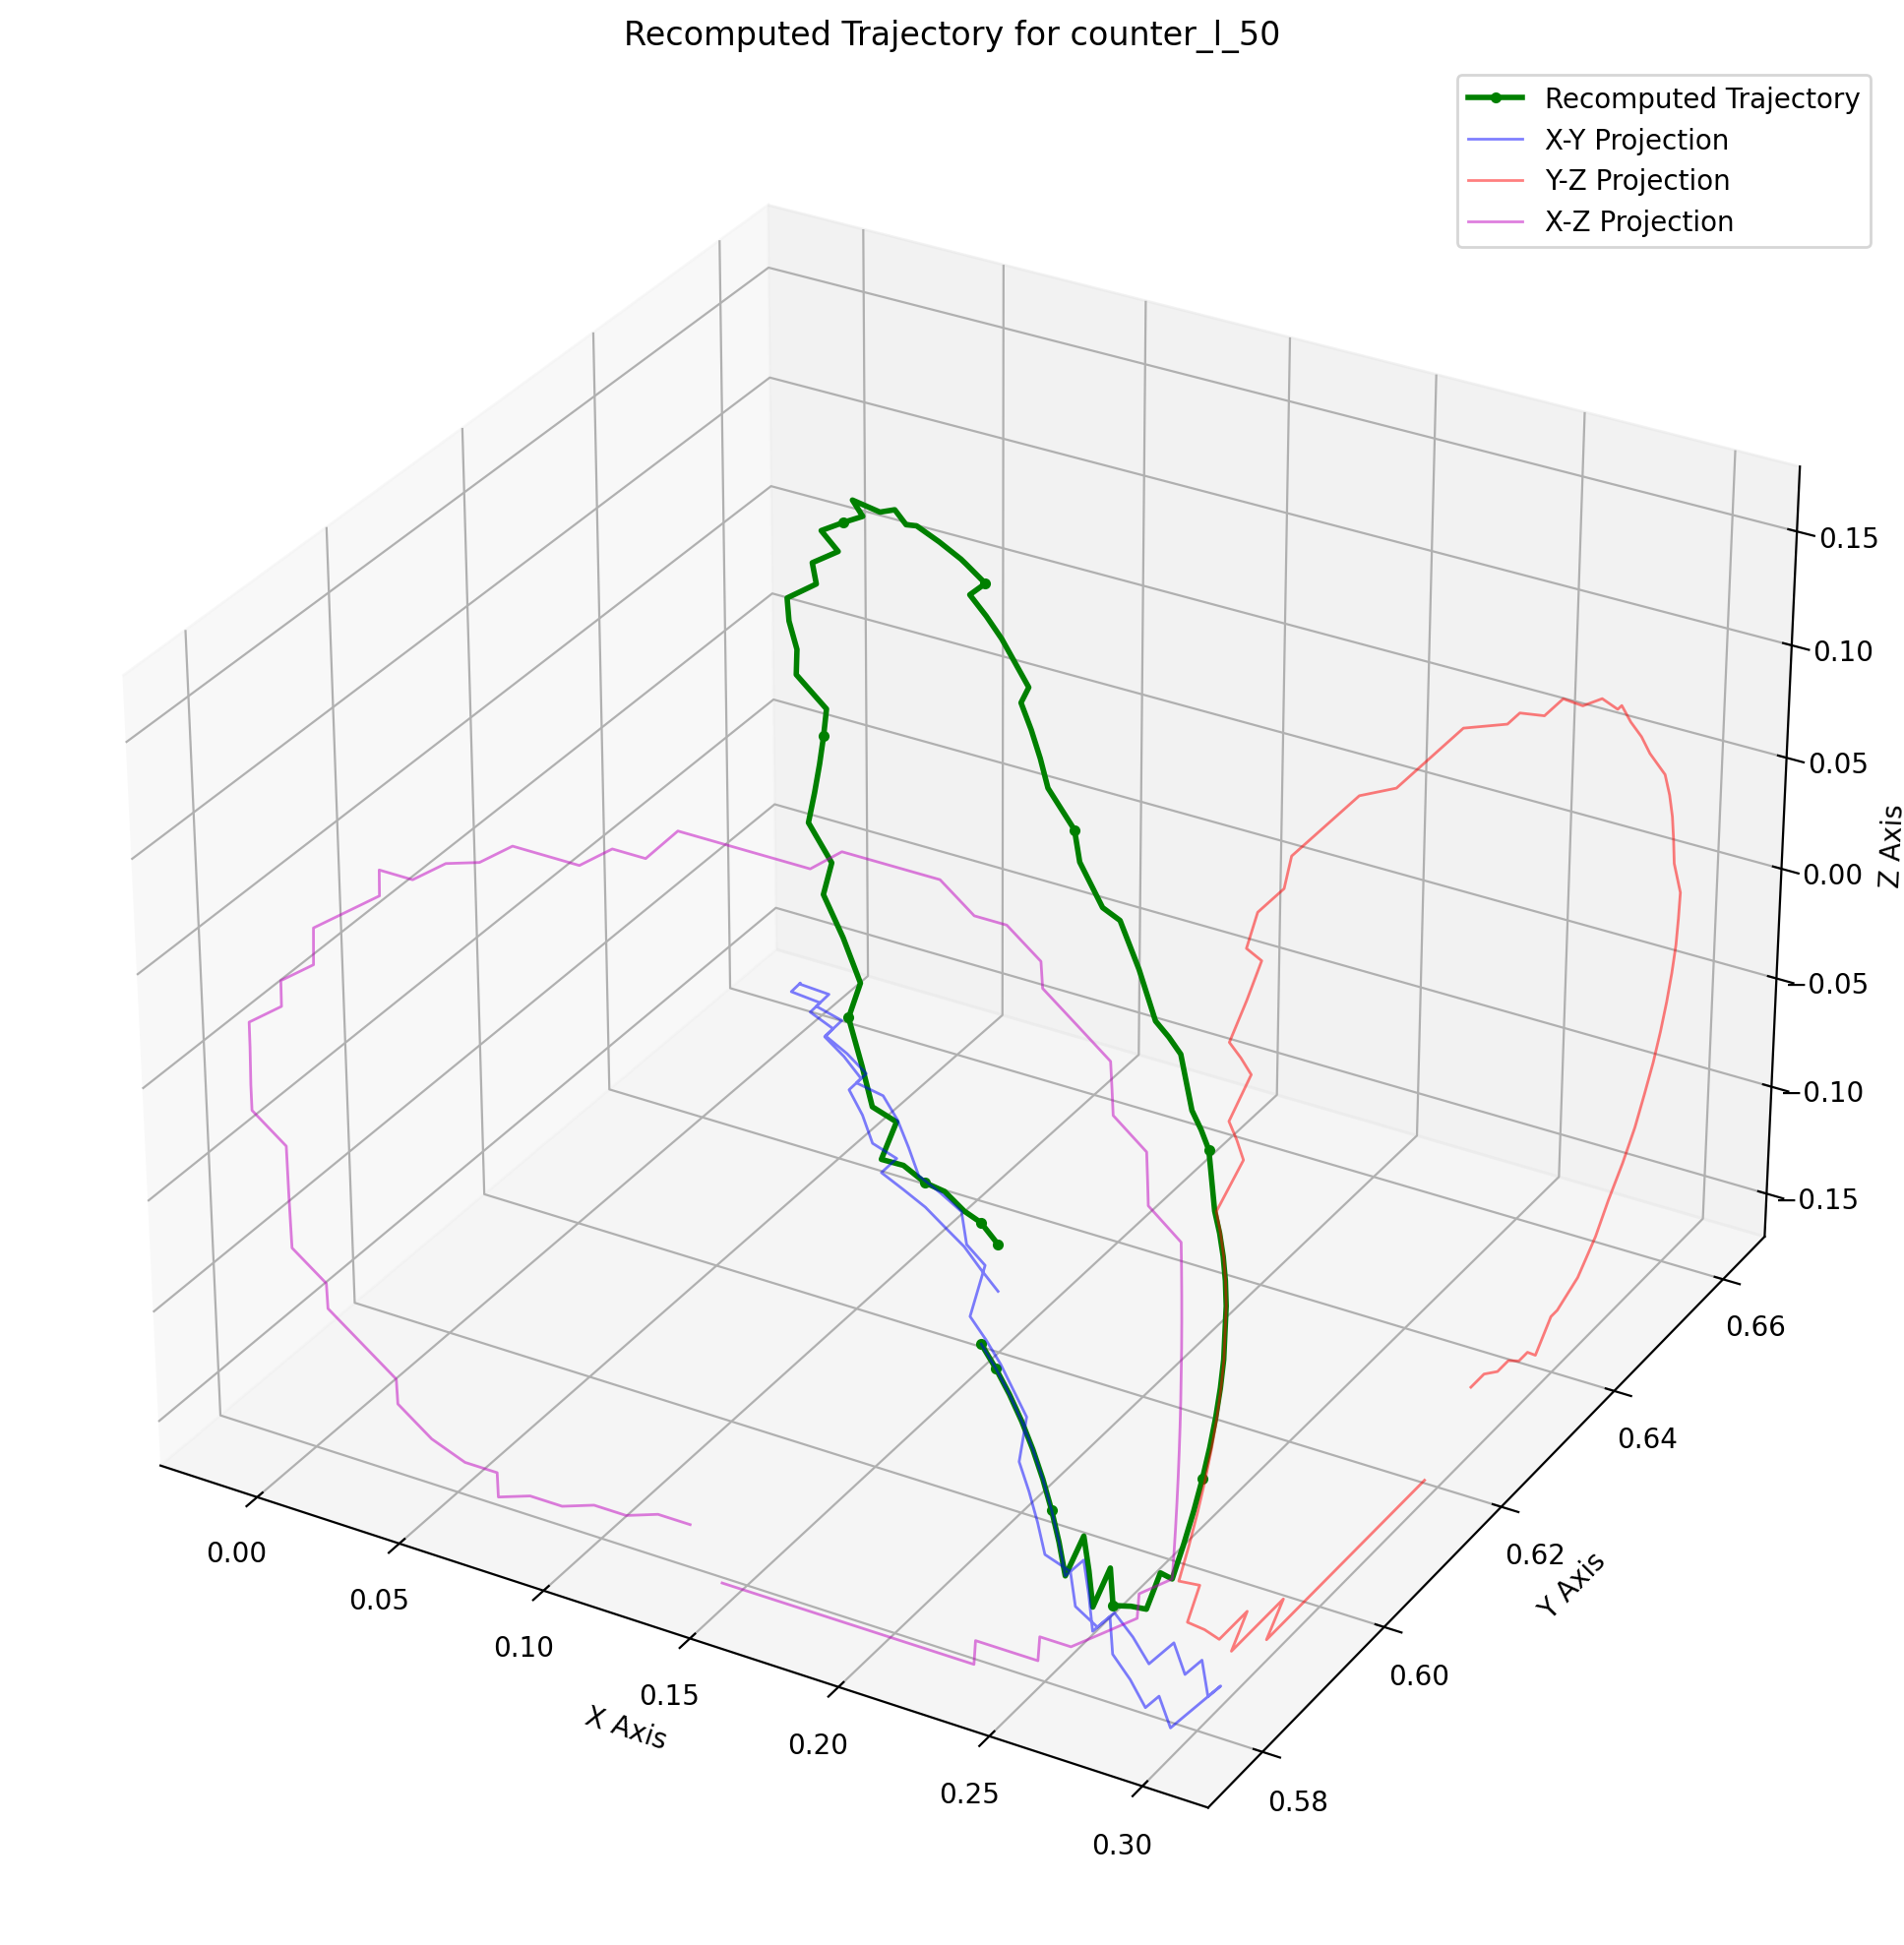 Recomputed Trajectory for counter_l_50
Recomputed Trajectory
X-Y Projection
Y-Z Projection
X-Z Projection
0.15
0.10
0.05
0.00
−0.05
−0.10
−0.15
Z Axis
0.66
0.64
0.62
0.60
0.58
Y Axis
0.00
0.05
0.10
0.15
0.20
0.25
0.30
X Axis